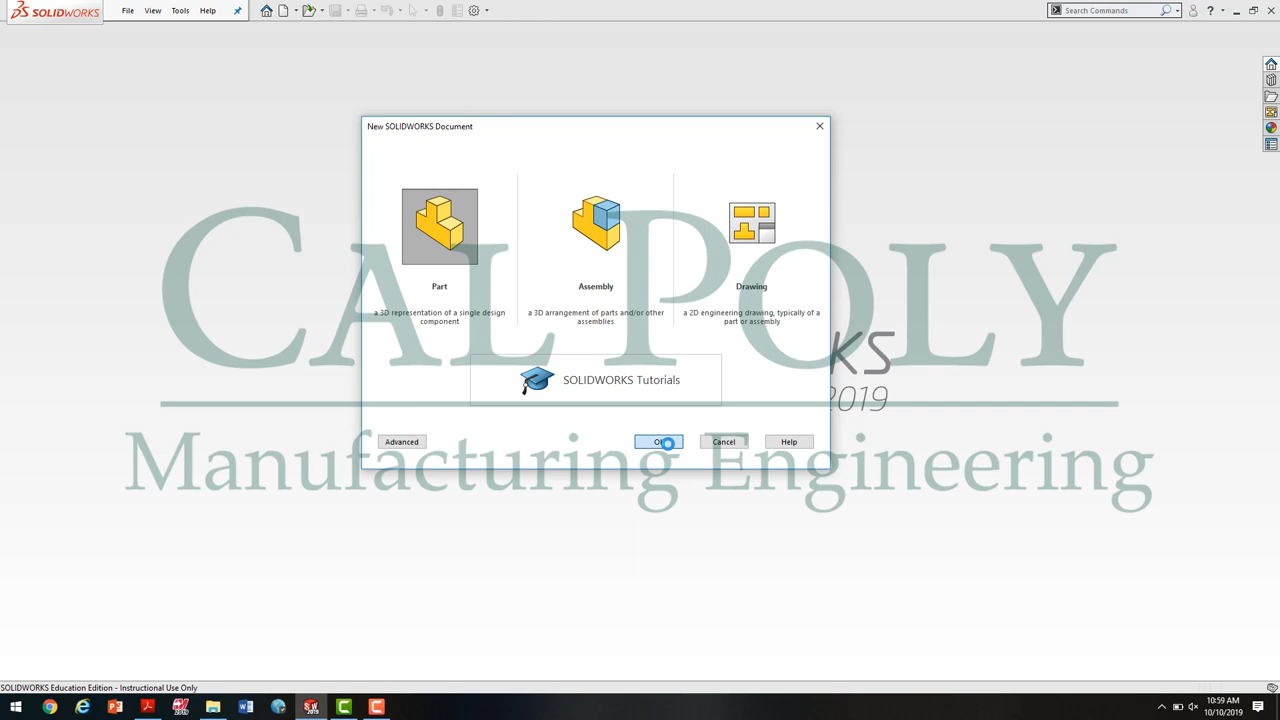 SOLIDWORKS
File View Tools Help
Search Commands
?
New SOLIDWORKS Document
Part
Assembly
Drawing
a 3D representation of a single design component
a 3D arrangement of parts and/or other assemblies
a 2D engineering drawing, typically of a part or assembly
CAL POLY
KS
2019
SOLIDWORKS Tutorials
Advanced
Cancel
Help
Manufacturing Engineering
SOLIDWORKS Education Edition - Instructional Use Only
10:59 AM
10/10/2019